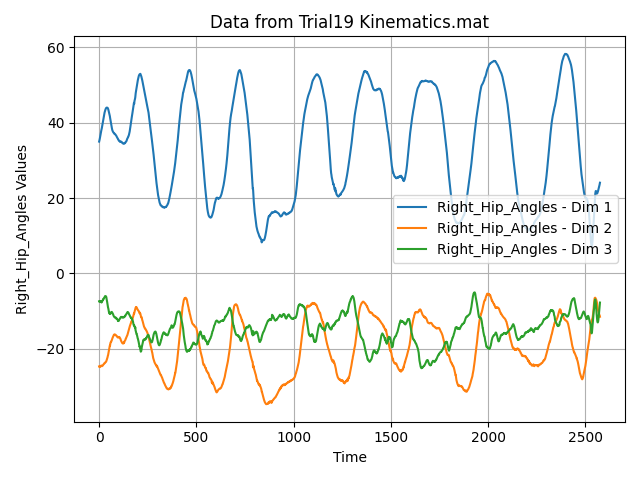 Data from Trial19 Kinematics.mat
Right_Hip_Angles Values
60
40
20
0
−20
Right_Hip_Angles - Dim 1
Right_Hip_Angles - Dim 2
Right_Hip_Angles - Dim 3
0 500 1000 1500 2000 2500
Time